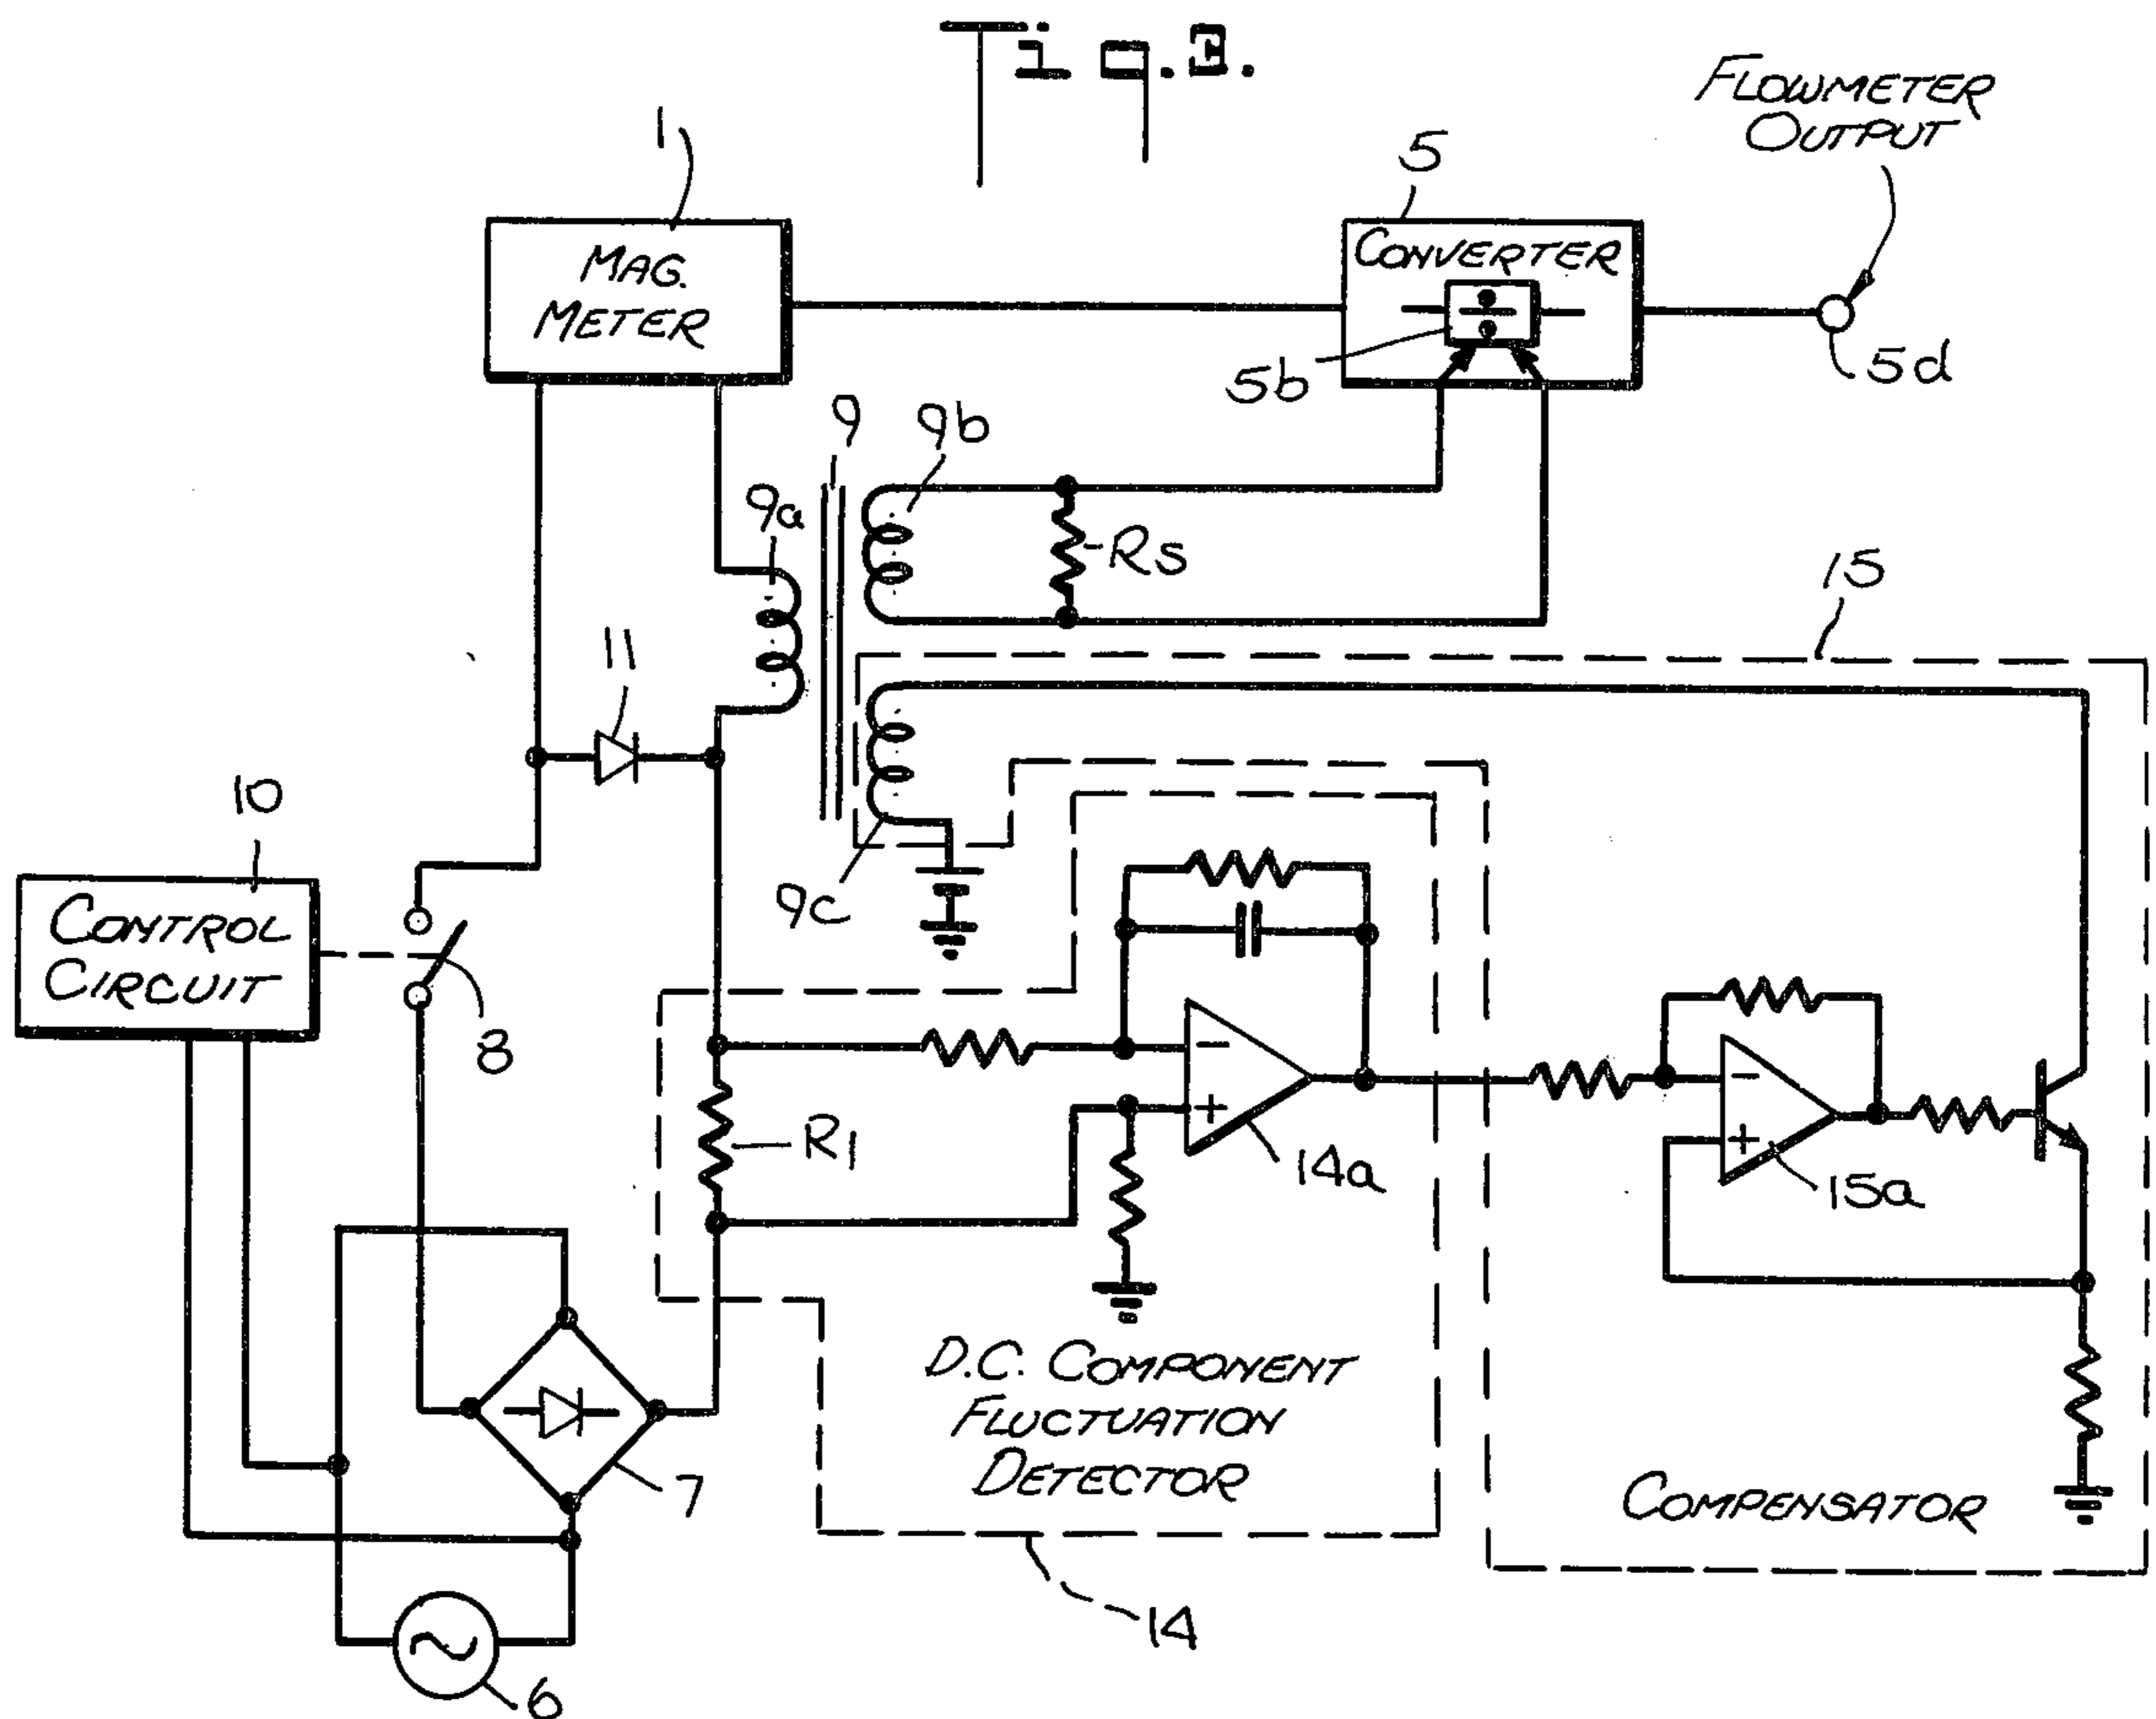 Fig. 3.
FLOWMETER
OUTPUT
1
5
MAG.
METER
CONVERTER
÷
5b
5d
9
9b
9a
Rs
15
11
10
9c
CONTROL
CIRCUIT
8
−
+
R1
14a
−
+
15a
D.C. COMPONENT
FLUCTUATION
DETECTOR
7
COMPENSATOR
14
6